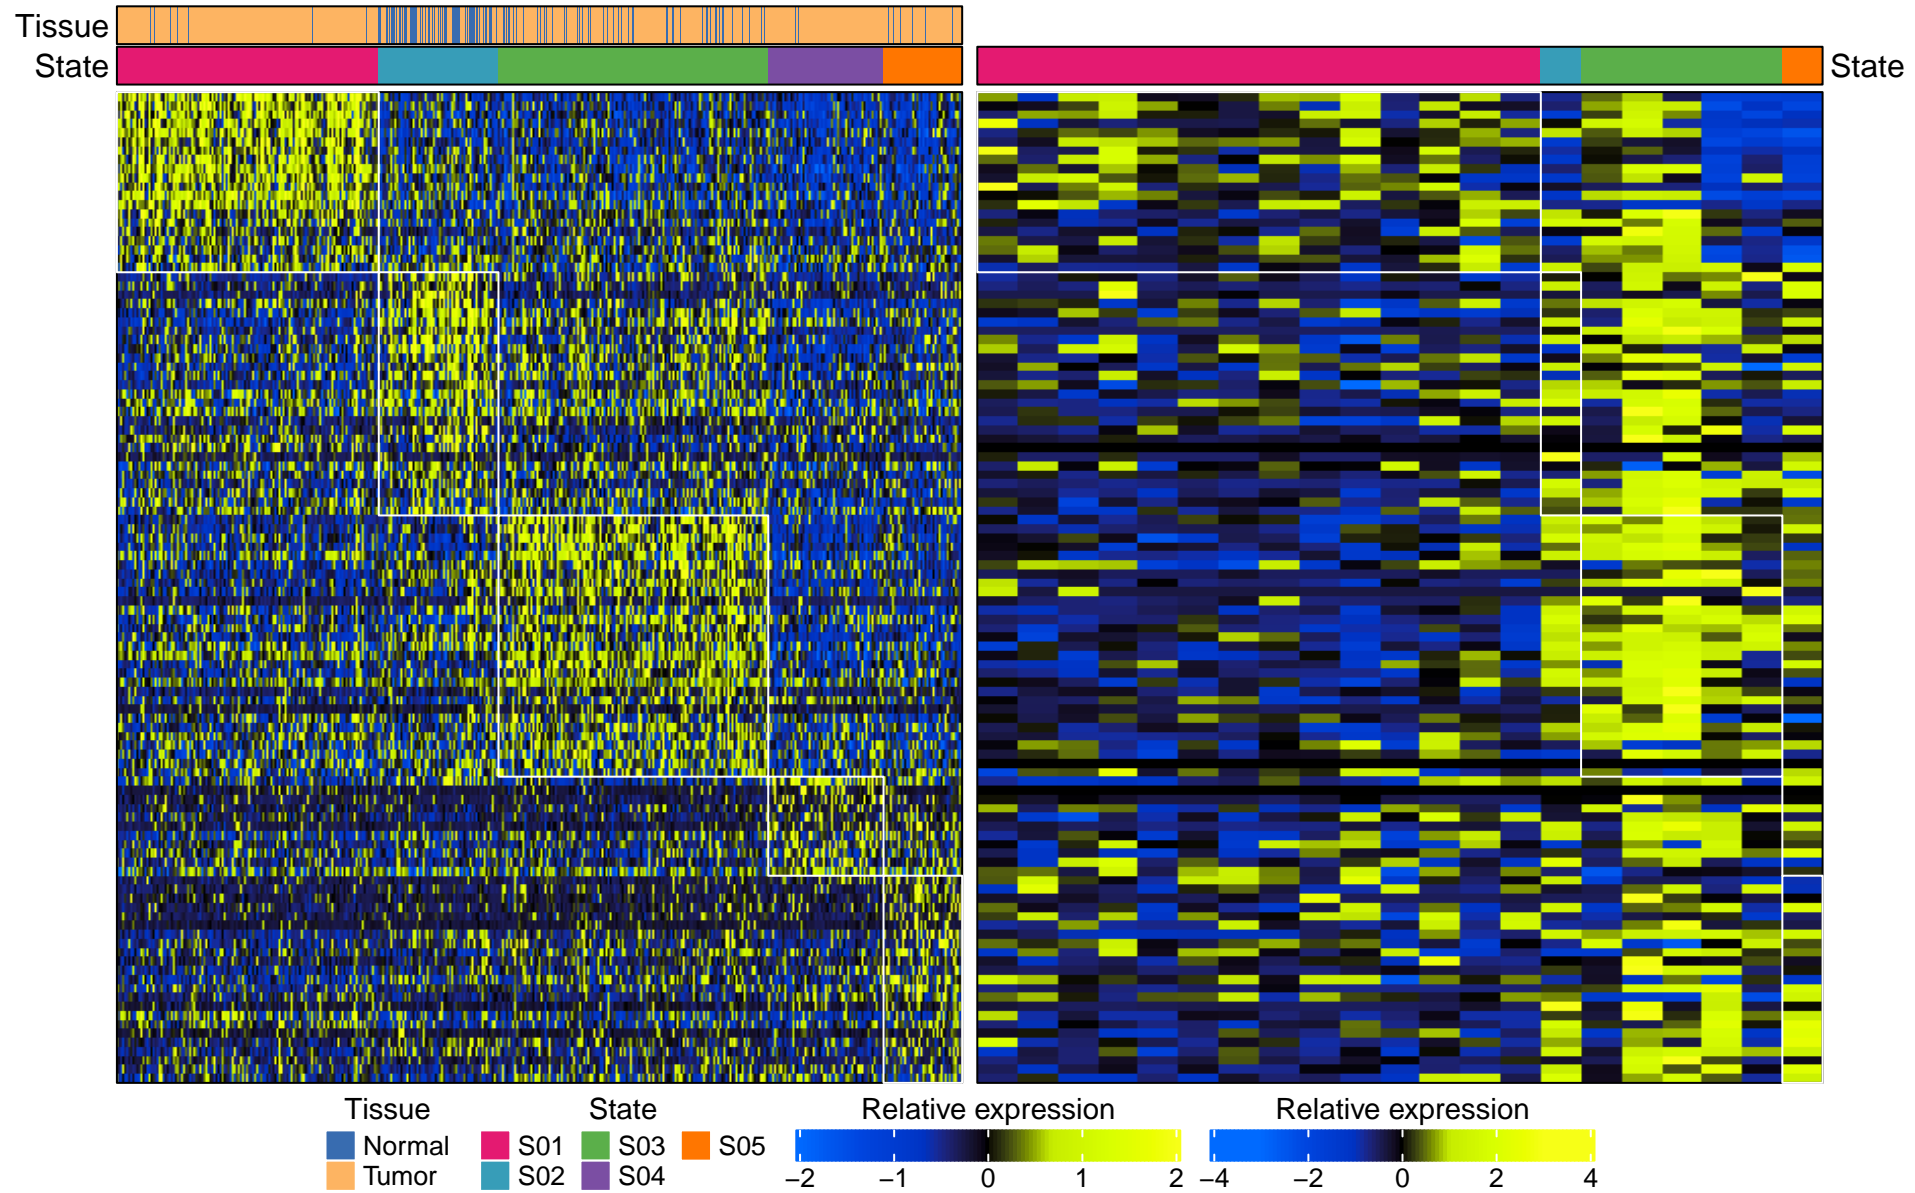 Tissue
State
State
Tissue State Relative expression Relative expression
Normal S01 S03 S05
Tumor S02 S04
−2 −1 0 1 2 −4 −2 0 2 4